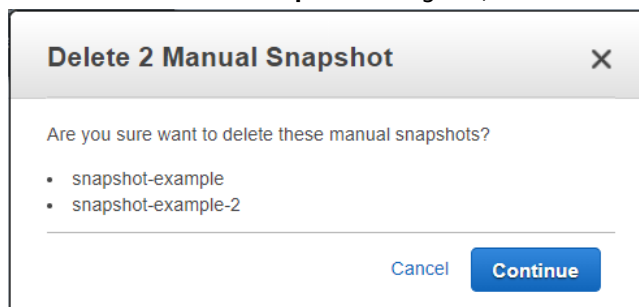 Delete 2 Manual Snapshot
Are you sure want to delete these manual snapshots?
• snapshot-example
• snapshot-example-2
Cancel
Continue